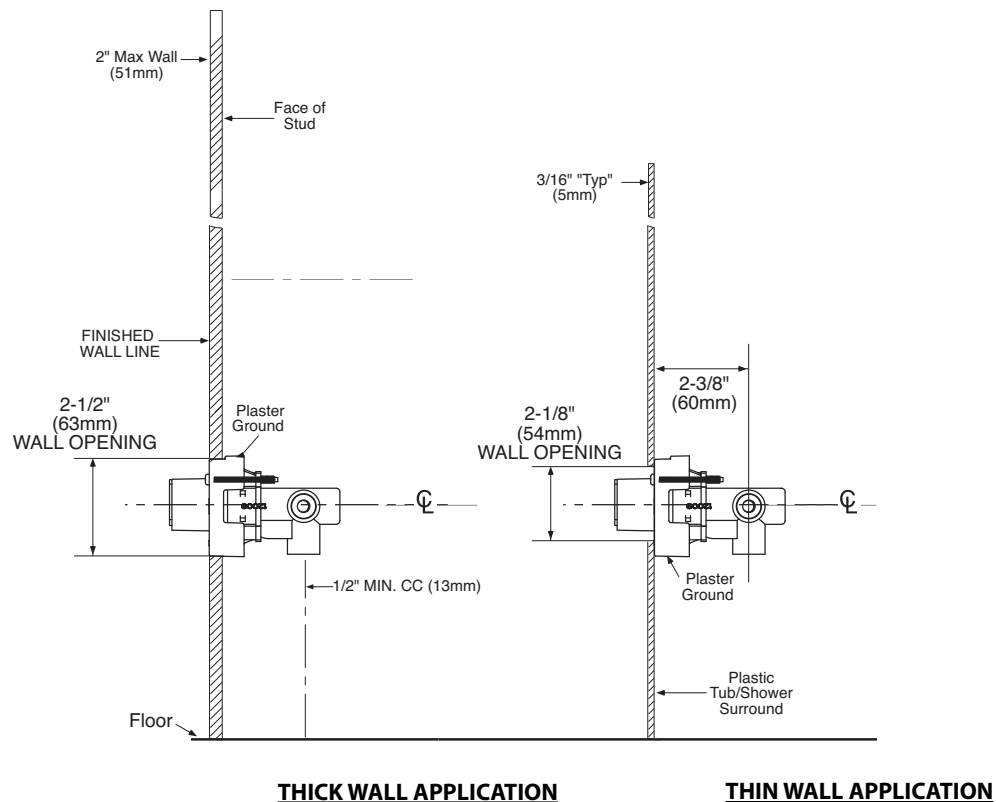 2" Max Wall
(51mm)
Face of
Stud
3/16" "Typ"
(5mm)
FINISHED
WALL LINE
2-1/2"
(63mm)
WALL OPENING
Plaster
Ground
2-3/8"
(60mm)
2-1/8"
(54mm)
WALL OPENING
℄
℄
1/2" MIN. CC (13mm)
Plaster
Ground
Plastic
Tub/Shower
Surround
Floor
THICK WALL APPLICATION
THIN WALL APPLICATION